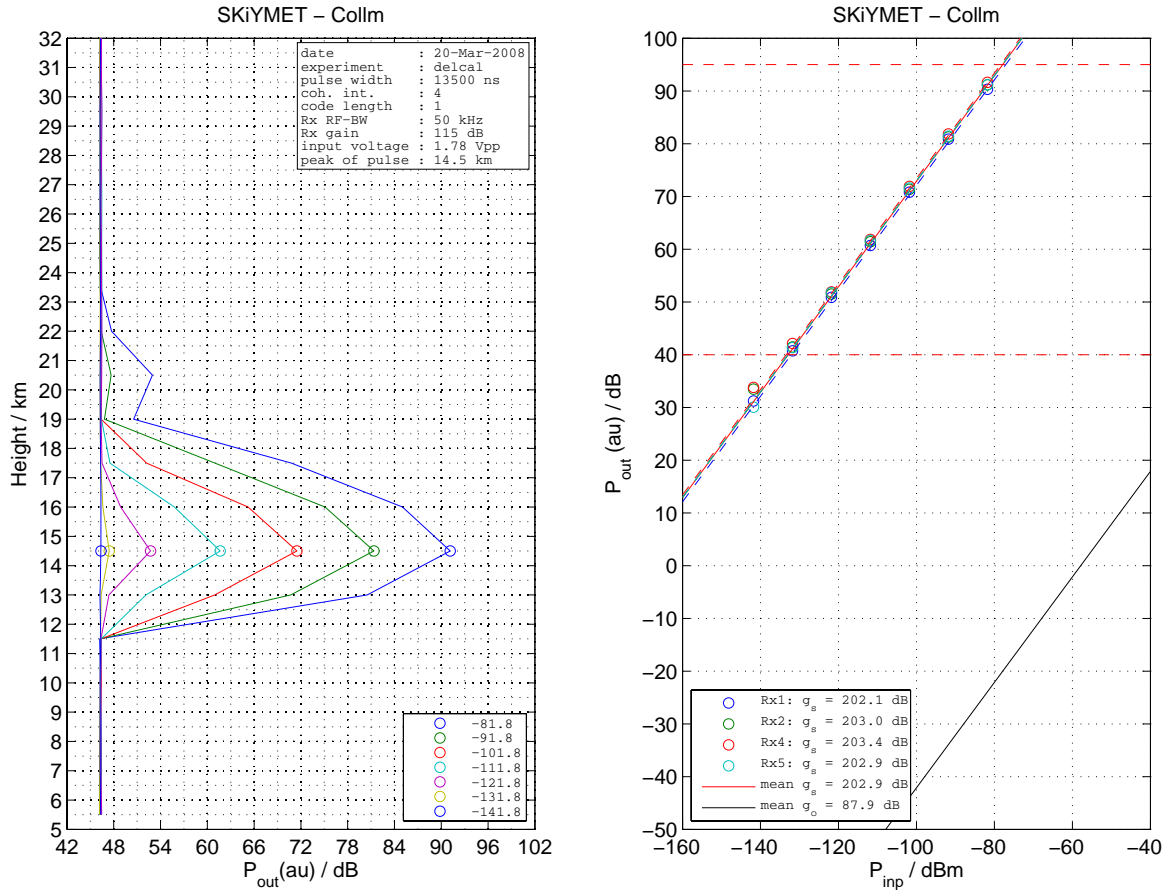 SKiYMET − Collm
32
31
30
29
28
27
26
25
24
23
22
21
20
19
18
17
16
15
14
13
12
11
10
9
8
7
6
5
Height / km
date : 20-Mar-2008
experiment : delcal
pulse width : 13500 ns
coh. int. : 4
code length : 1
Rx RF-BW : 50 kHz
Rx gain : 115 dB
input voltage : 1.78 Vpp
peak of pulse : 14.5 km
−81.8
−91.8
−101.8
−111.8
−121.8
−131.8
−141.8
42 48 54 60 66 72 78 84 90 96 102
P_out(au) / dB
SKiYMET − Collm
100
90
80
70
60
50
40
30
20
10
0
−10
−20
−30
−40
−50
P_out (au) / dB
Rx1: g_s = 202.1 dB
Rx2: g_s = 203.0 dB
Rx4: g_s = 203.4 dB
Rx5: g_s = 202.9 dB
mean g_s = 202.9 dB
mean g_o = 87.9 dB
−160 −140 −120 −100 −80 −60 −40
P_inp / dBm